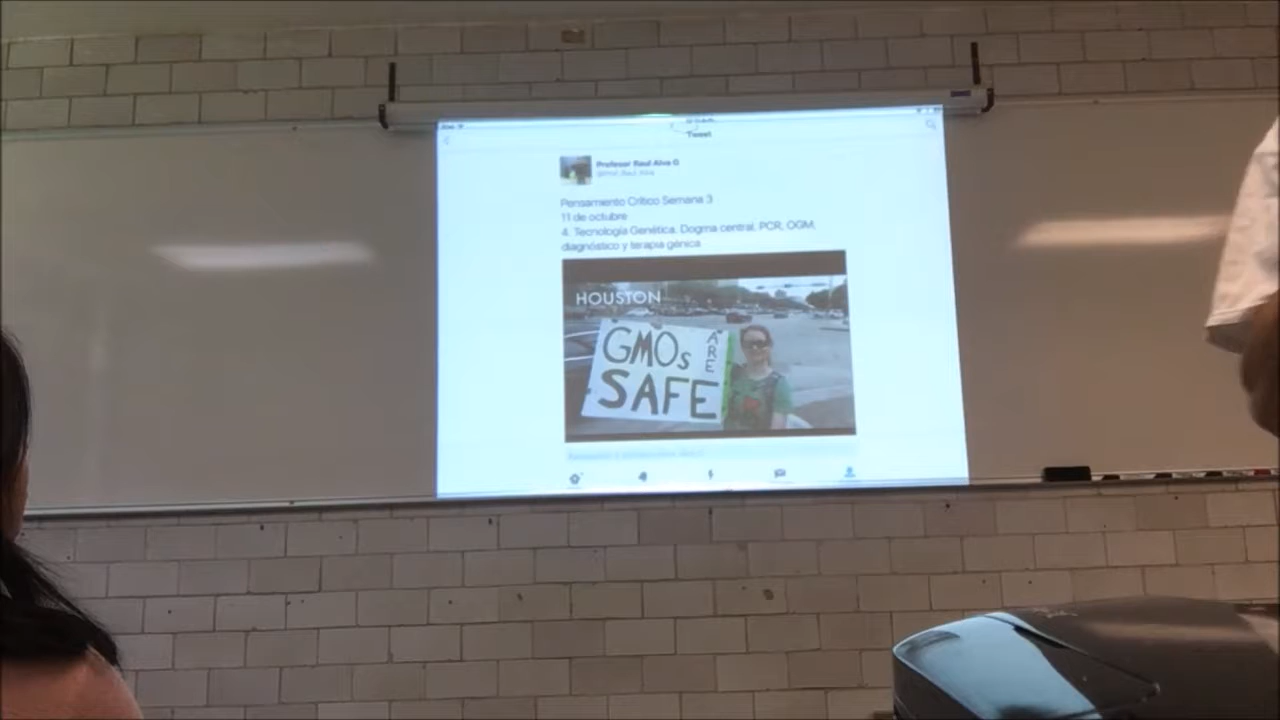 Tweet
Profesor Raul Alva G
Pensamiento Crítico Semana 3
11 de octubre
4. Tecnología Genética. Dogma central, PCR, OGM,
diagnóstico y terapia génica
HOUSTON
GMOs
ARE
SAFE